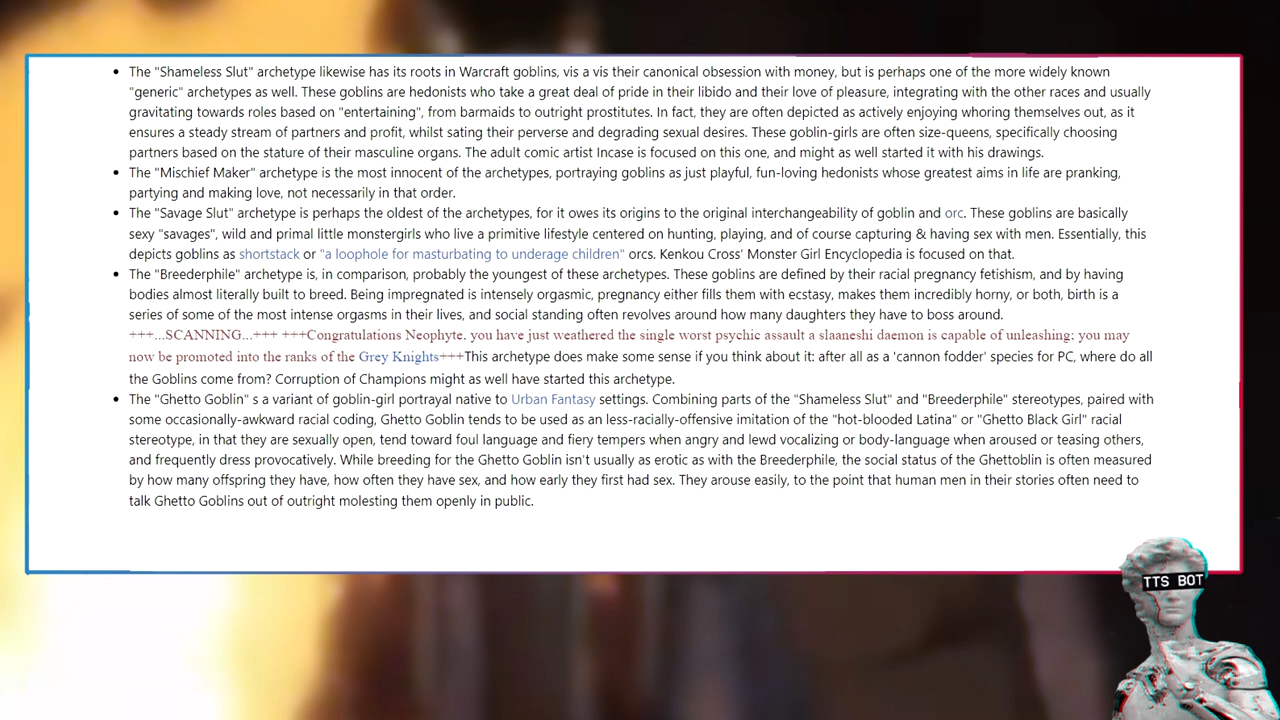 The "Shameless Slut" archetype likewise has its roots in Warcraft goblins, vis a vis their canonical obsession with money, but is perhaps one of the more widely known
"generic" archetypes as well. These goblins are hedonists who take a great deal of pride in their libido and their love of pleasure, integrating with the other races and usually
gravitating towards roles based on "entertaining", from barmaids to outright prostitutes. In fact, they are often depicted as actively enjoying whoring themselves out, as it
ensures a steady stream of partners and profit, whilst sating their perverse and degrading sexual desires. These goblin-girls are often size-queens, specifically choosing
partners based on the stature of their masculine organs. The adult comic artist Incase is focused on this one, and might as well started it with his drawings.
The "Mischief Maker" archetype is the most innocent of the archetypes, portraying goblins as just playful, fun-loving hedonists whose greatest aims in life are pranking,
partying and making love, not necessarily in that order.
The "Savage Slut" archetype is perhaps the oldest of the archetypes, for it owes its origins to the original interchangeability of goblin and orc. These goblins are basically
sexy "savages", wild and primal little monstergirls who live a primitive lifestyle centered on hunting, playing, and of course capturing & having sex with men. Essentially, this
depicts goblins as shortstack or "a loophole for masturbating to underage children" orcs. Kenkou Cross' Monster Girl Encyclopedia is focused on that.
The "Breederphile" archetype is, in comparison, probably the youngest of these archetypes. These goblins are defined by their racial pregnancy fetishism, and by having
bodies almost literally built to breed. Being impregnated is intensely orgasmic, pregnancy either fills them with ecstasy, makes them incredibly horny, or both, birth is a
series of some of the most intense orgasms in their lives, and social standing often revolves around how many daughters they have to boss around.
+++...SCANNING...+++ +++Congratulations Neophyte, you have just weathered the single worst psychic assault a slaaneshi daemon is capable of unleashing; you may
now be promoted into the ranks of the Grey Knights+++This archetype does make some sense if you think about it: after all as a 'cannon fodder' species for PC, where do all
the Goblins come from? Corruption of Champions might as well have started this archetype.
The "Ghetto Goblin" s a variant of goblin-girl portrayal native to Urban Fantasy settings. Combining parts of the "Shameless Slut" and "Breederphile" stereotypes, paired with
some occasionally-awkward racial coding, Ghetto Goblin tends to be used as an less-racially-offensive imitation of the "hot-blooded Latina" or "Ghetto Black Girl" racial
stereotype, in that they are sexually open, tend toward foul language and fiery tempers when angry and lewd vocalizing or body-language when aroused or teasing others,
and frequently dress provocatively. While breeding for the Ghetto Goblin isn't usually as erotic as with the Breederphile, the social status of the Ghettoblin is often measured
by how many offspring they have, how often they have sex, and how early they first had sex. They arouse easily, to the point that human men in their stories often need to
talk Ghetto Goblins out of outright molesting them openly in public.
TTS BOT